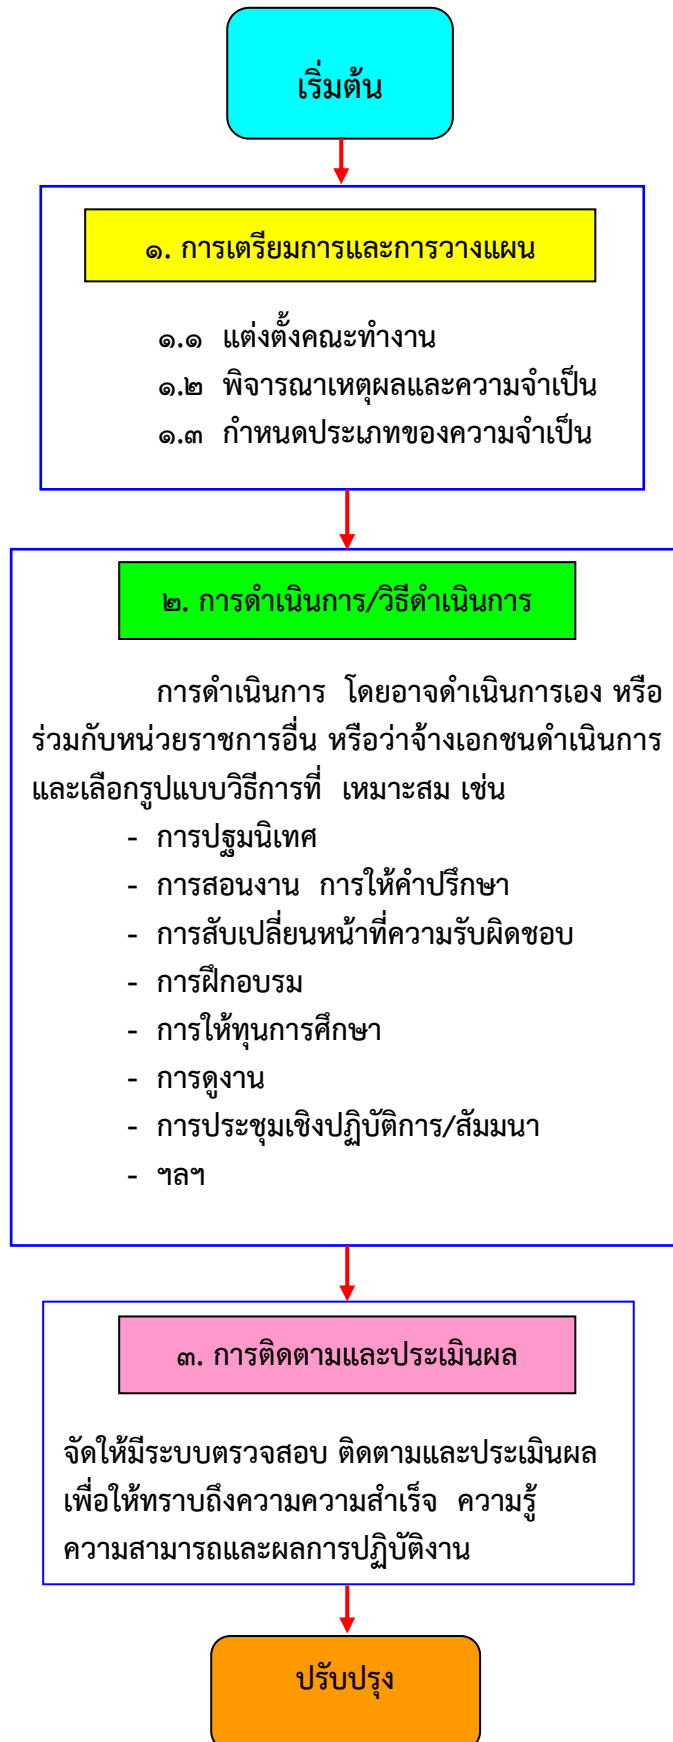 เริ่มต้น
๑. การเตรียมการและการวางแผน
๑.๑ แต่งตั้งคณะทำงาน
๑.๒ พิจารณาเหตุผลและความจำเป็น
๑.๓ กำหนดประเภทของความจำเป็น
๒. การดำเนินการ/วิธีดำเนินการ
การดำเนินการ โดยอาจดำเนินการเอง หรือ
ร่วมกับหน่วยราชการอื่น หรือว่าจ้างเอกชนดำเนินการ
และเลือกรูปแบบวิธีการที่ เหมาะสม เช่น
- การปฐมนิเทศ
- การสอนงาน การให้คำปรึกษา
- การสับเปลี่ยนหน้าที่ความรับผิดชอบ
- การฝึกอบรม
- การให้ทุนการศึกษา
- การดูงาน
- การประชุมเชิงปฏิบัติการ/สัมมนา
- ฯลฯ
๓. การติดตามและประเมินผล
จัดให้มีระบบตรวจสอบ ติดตามและประเมินผล
เพื่อให้ทราบถึงความความสำเร็จ ความรู้
ความสามารถและผลการปฏิบัติงาน
ปรับปรุง